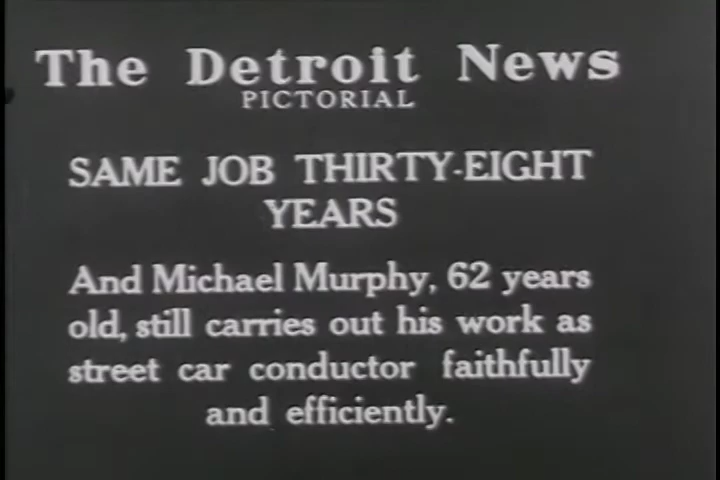 The Detroit News
PICTORIAL
SAME JOB THIRTY-EIGHT
YEARS
And Michael Murphy, 62 years
old, still carries out his work as
street car conductor faithfully
and efficiently.